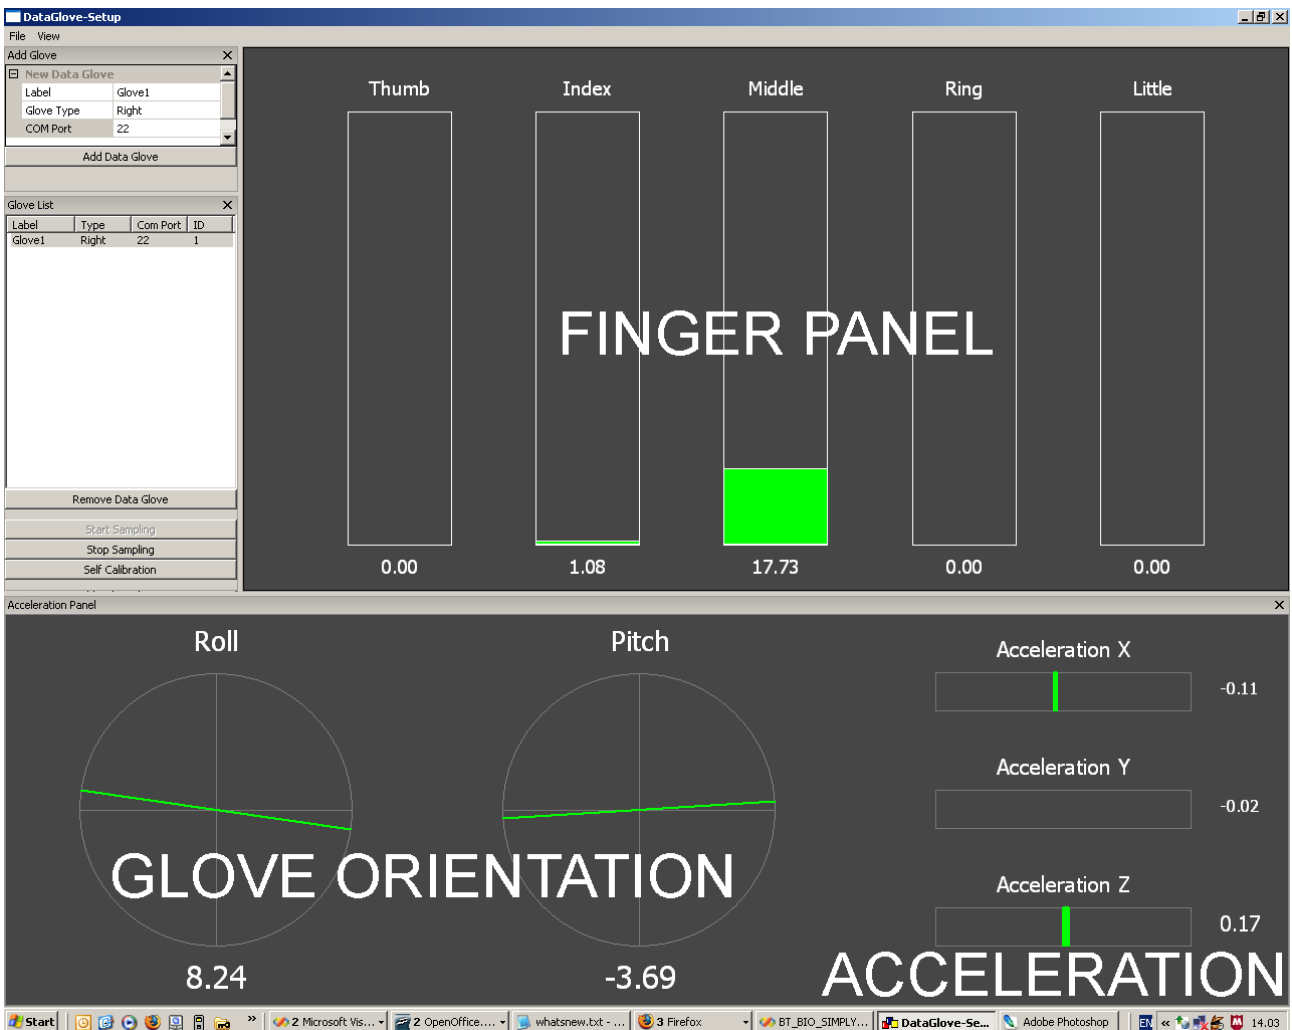 DataGlove-Setup
File View
Add Glove
New Data Glove
Label Glove1
Glove Type Right
COM Port 22
Add Data Glove
Glove List
Label Type Com Port ID
Glove1 Right 22 1
Remove Data Glove
Start Sampling
Stop Sampling
Self Calibration
Thumb Index Middle Ring Little
FINGER PANEL
0.00 1.08 17.73 0.00 0.00
Acceleration Panel
Roll Pitch
Acceleration X
-0.11
Acceleration Y
-0.02
Acceleration Z
0.17
GLOVE ORIENTATION
ACCELERATION
8.24 -3.69
Start » 2 Microsoft Vis... 2 OpenOffice.... whatsnew.txt - ... 3 Firefox BT_BIO_SIMPLY... DataGlove-Se... Adobe Photoshop EN « 14.03